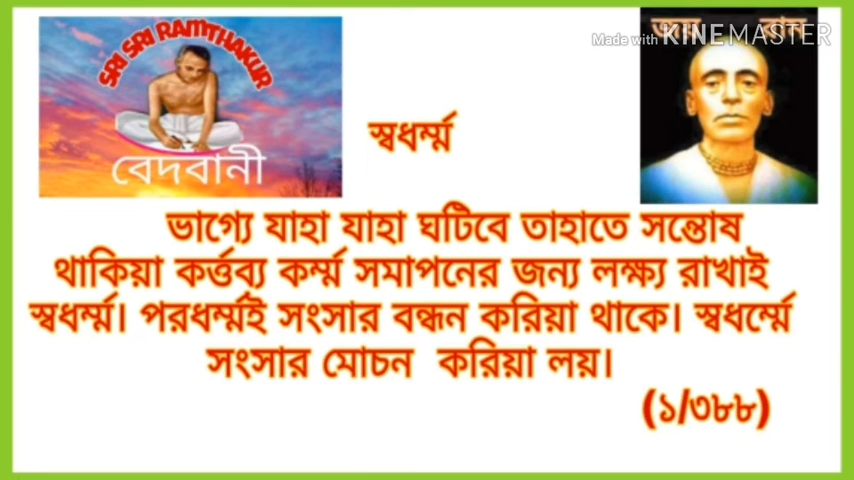 SRI SRI RAMTHAKUR
বেদবানী
জয় রাম
Made with KINEMASTER
স্বধর্ম্ম
ভাগ্যে যাহা যাহা ঘটিবে তাহাতে সন্তোষ
থাকিয়া কর্ত্তব্য কর্ম্ম সমাপনের জন্য লক্ষ্য রাখাই
স্বধর্ম্ম। পরধর্ম্মই সংসার বন্ধন করিয়া থাকে। স্বধর্ম্মে
সংসার মোচন করিয়া লয়।
(১/৩৮৮)